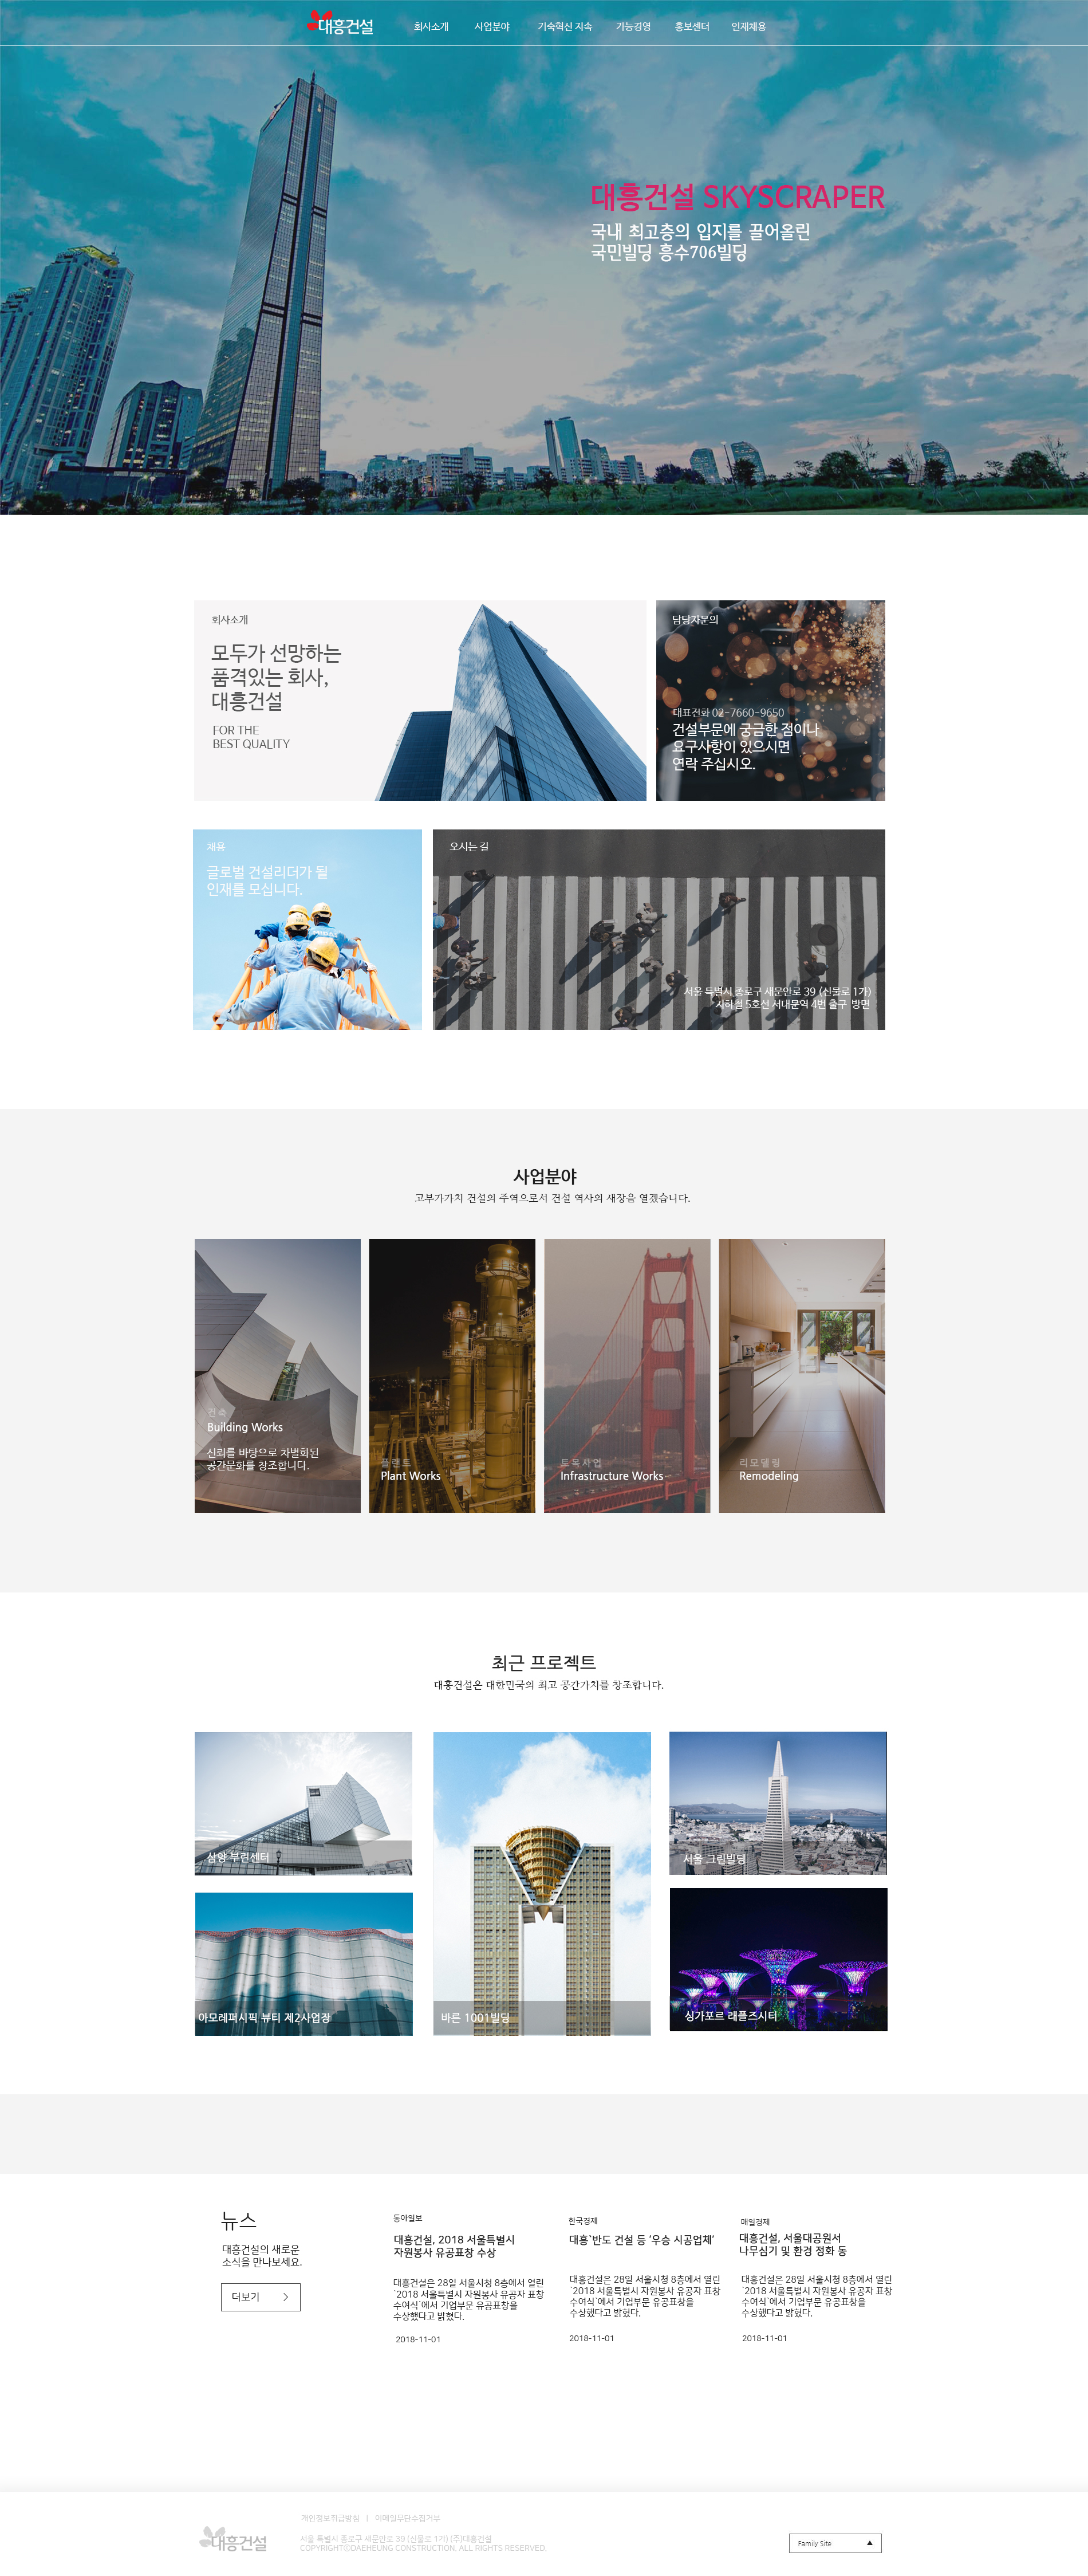 대흥건설
회사소개 사업분야 기숙혁신 지속 가능경영 홍보센터 인재채용
대흥건설 SKYSCRAPER
국내 최고층의 입지를 끌어올린
국민빌딩 흥수706빌딩
회사소개
모두가 선망하는
품격있는 회사,
대흥건설
FOR THE
BEST QUALITY
담당자문의
대표전화 02-7660-9650
건설부문에 궁금한 점이나
요구사항이 있으시면
연락 주십시오.
채용
글로벌 건설리더가 될
인재를 모십니다.
오시는 길
서울 특별시 종로구 새문안로 39 (신물로 1가)
지하철 5호선 서대문역 4번 출구 방면
사업분야
고부가가치 건설의 주역으로서 건설 역사의 새장을 열겠습니다.
건축
Building Works
신뢰를 바탕으로 차별화된
공간문화를 창조합니다.
플랜트
Plant Works
토목사업
Infrastructure Works
리모델링
Remodeling
최근 프로젝트
대흥건설은 대한민국의 최고 공간가치를 창조합니다.
삼양 부린센터
서울 그린빌딩
아모레퍼시픽 뷰티 제2사업장
바른 1001빌딩
싱가포르 래플즈시티
뉴스
대흥건설의 새로운
소식을 만나보세요.
더보기 >
동아일보
대흥건설, 2018 서울특별시
자원봉사 유공표창 수상
대흥건설은 28일 서울시청 8층에서 열린
`2018 서울특별시 자원봉사 유공자 표창
수여식`에서 기업부문 유공표창을
수상했다고 밝혔다.
2018-11-01
한국경제
대흥`반도 건설 등 '우승 시공업체'
대흥건설은 28일 서울시청 8층에서 열린
`2018 서울특별시 자원봉사 유공자 표창
수여식`에서 기업부문 유공표창을
수상했다고 밝혔다.
2018-11-01
매일경제
대흥건설, 서울대공원서
나무심기 및 환경 정화 동
대흥건설은 28일 서울시청 8층에서 열린
`2018 서울특별시 자원봉사 유공자 표창
수여식`에서 기업부문 유공표창을
수상했다고 밝혔다.
2018-11-01
대흥건설
개인정보취급방침 | 이메일무단수집거부
서울 특별시 종로구 새문안로 39 (신물로 1가) (주)대흥건설
COPYRIGHTⓒDAEHEUNG CONSTRUCTION, ALL RIGHTS RESERVED.
Family Site ▲